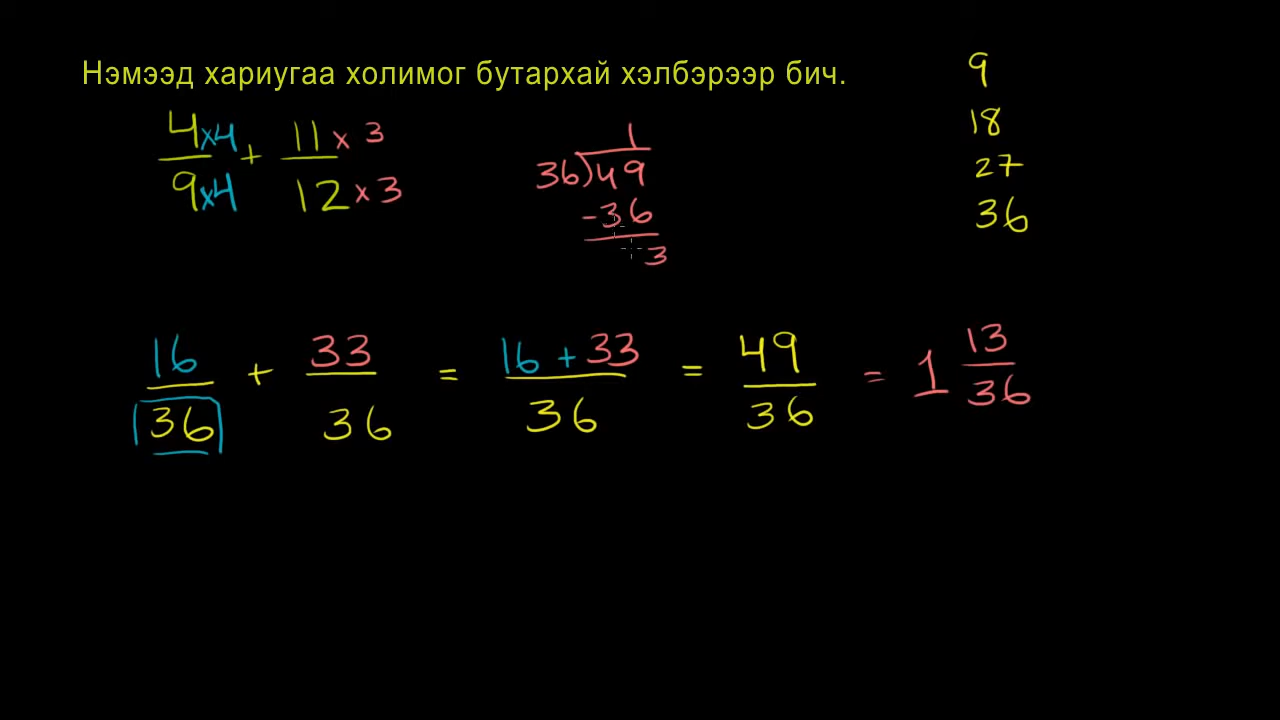 Нэмээд хариугаа холимог бутархай хэлбэрээр бич.
4x4 + 11 x 3
9x4 12 x 3
1
36)49
-36
3
9
18
27
36
16 + 33 = 16 + 33 = 49 = 1 13
36 36 36 36 36